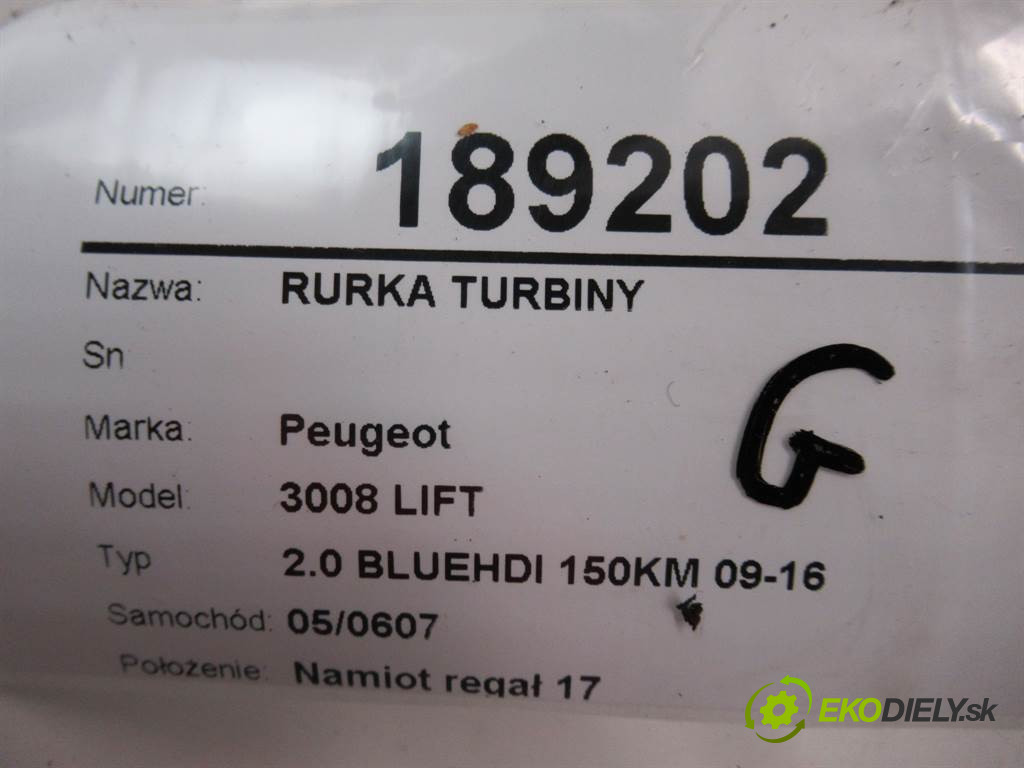 Numer: 189202
Nazwa: RURKA TURBINY
Sn
G
Marka: Peugeot
Model: 3008 LIFT
Typ 2.0 BLUEHDI 150KM 09-16
Samochód: 05/0607
Położenie: Namiot regał 17
EKODIELY.sk